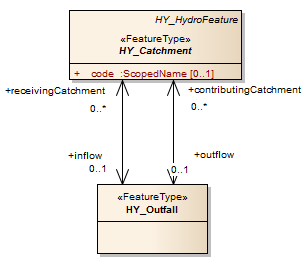 HY_HydroFeature
«FeatureType»
HY_Catchment
+ code :ScopedName [0..1]
+receivingCatchment +contributingCatchment
0..* 0..*
+inflow +outflow
0..1 0..1
«FeatureType»
HY_Outfall